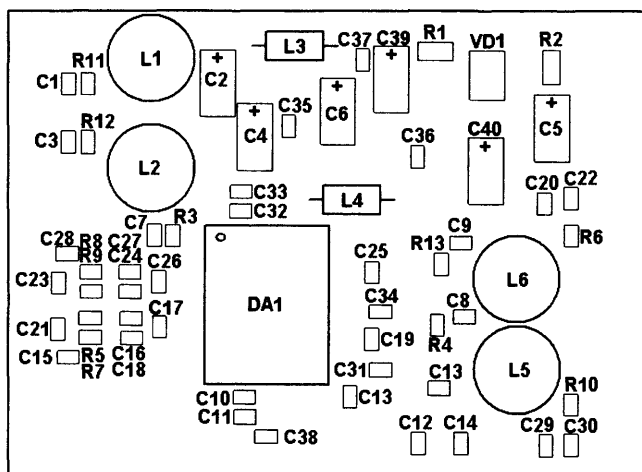 L1
R11
C1
C2
+
L3
C37
C39
+
R1
VD1
R2
R12
C3
C4
+
C35
C6
+
C36
C40
+
C5
+
L2
C33
C32
L4
C20
C22
C7
R3
C9
R6
C28
R8
C27
R9
C24
C26
C23
DA1
C25
R13
L6
C34
C8
C21
C17
C19
R4
R5
C16
C15
R7
C18
C31
C13
C13
L5
R10
C10
C11
C38
C12
C14
C29
C30